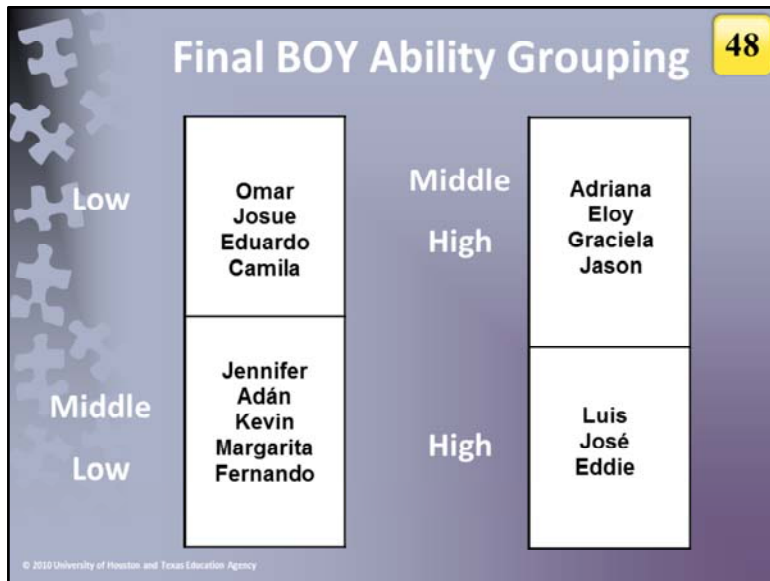 Final BOY Ability Grouping
48
Low
Omar
Josue
Eduardo
Camila
Middle
Low
Jennifer
Adán
Kevin
Margarita
Fernando
Middle
High
Adriana
Eloy
Graciela
Jason
High
Luis
José
Eddie
© 2010 University of Houston and Texas Education Agency